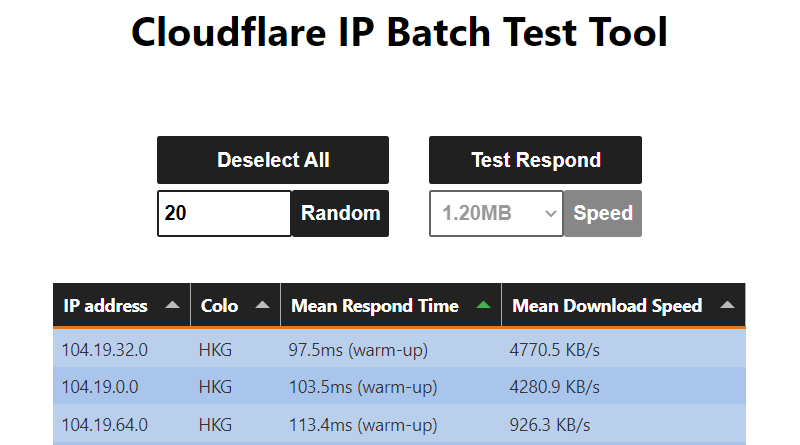 Cloudflare IP Batch Test Tool
Deselect All Test Respond
20 Random 1.20MB Speed
IP address Colo Mean Respond Time Mean Download Speed
104.19.32.0 HKG 97.5ms (warm-up) 4770.5 KB/s
104.19.0.0 HKG 103.5ms (warm-up) 4280.9 KB/s
104.19.64.0 HKG 113.4ms (warm-up) 926.3 KB/s